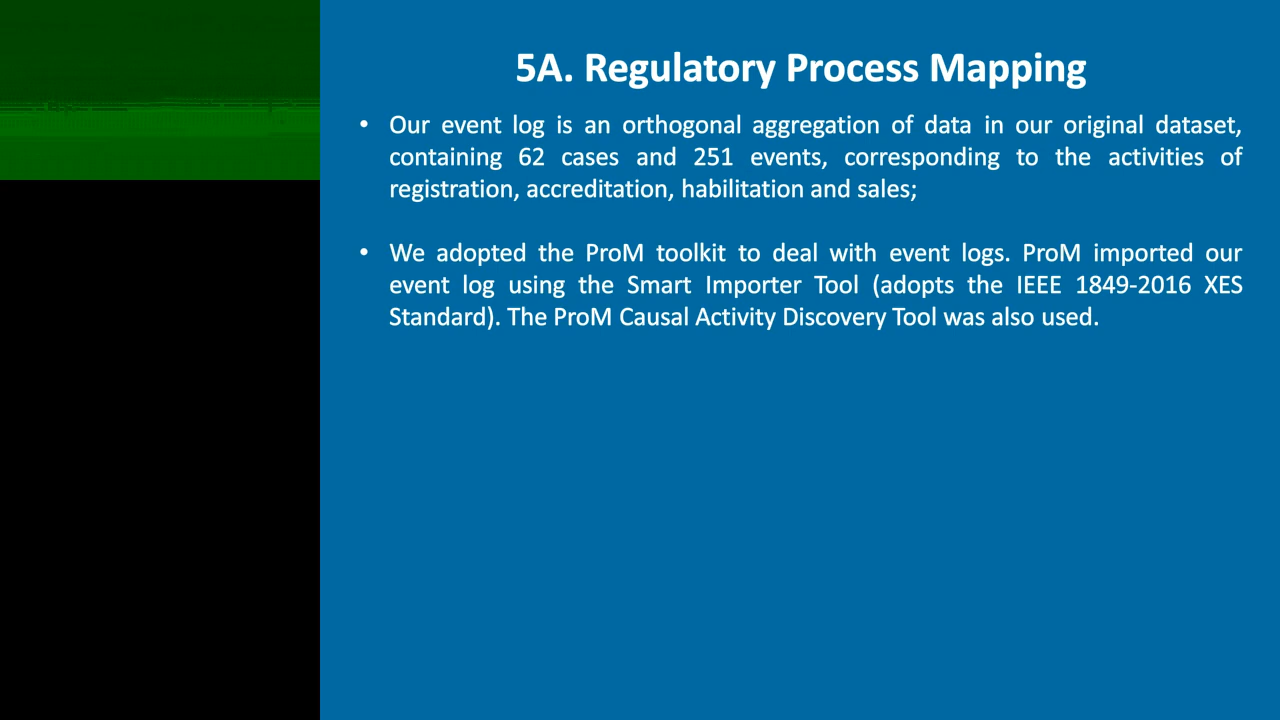 5A. Regulatory Process Mapping
• Our event log is an orthogonal aggregation of data in our original dataset,
containing 62 cases and 251 events, corresponding to the activities of
registration, accreditation, habilitation and sales;
• We adopted the ProM toolkit to deal with event logs. ProM imported our
event log using the Smart Importer Tool (adopts the IEEE 1849-2016 XES
Standard). The ProM Causal Activity Discovery Tool was also used.